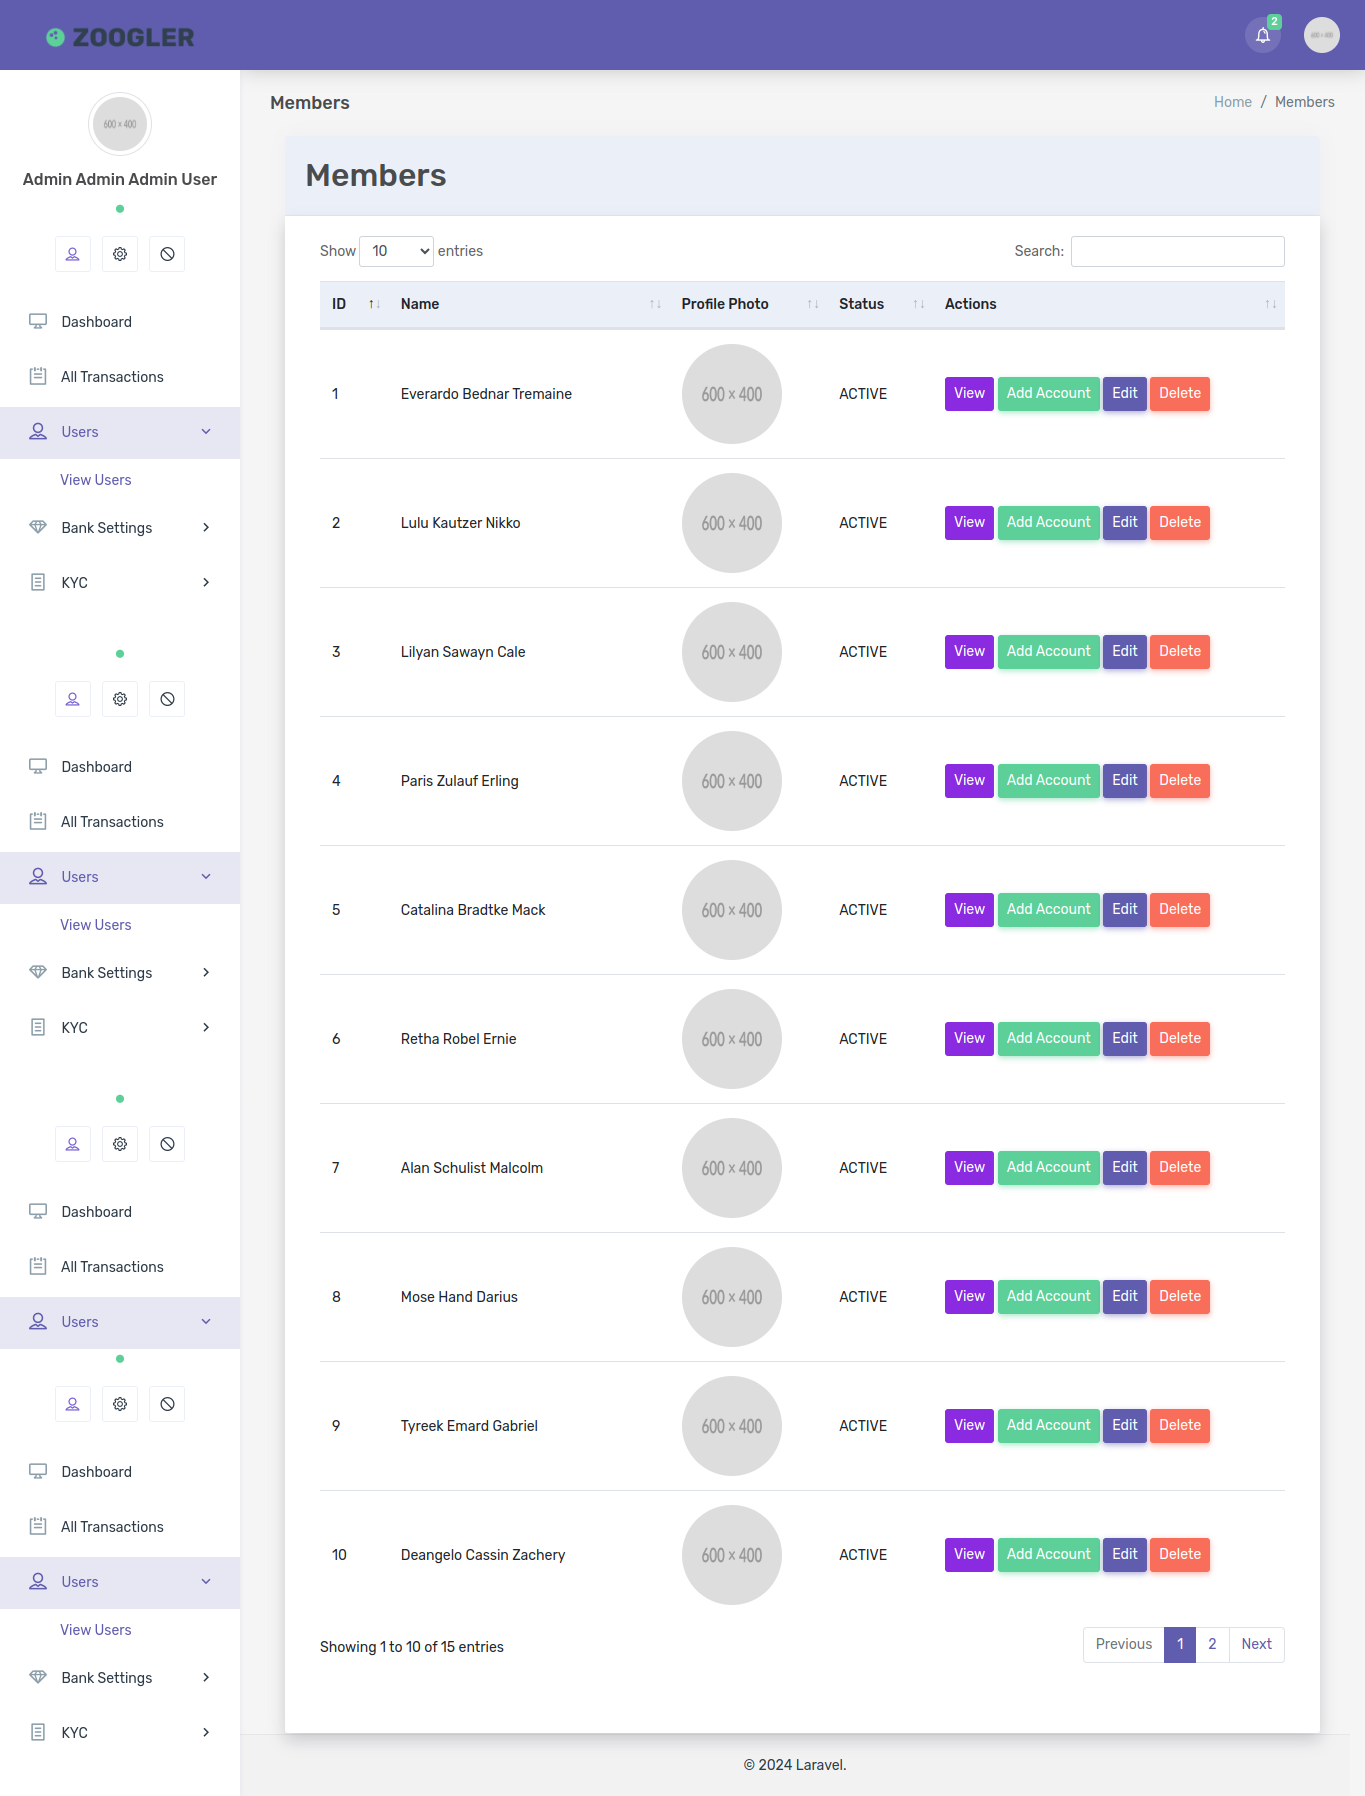 ZOOGLER
2
600 x 400
Admin Admin Admin User
Dashboard
All Transactions
Users
View Users
Bank Settings
KYC
Dashboard
All Transactions
Users
View Users
Bank Settings
KYC
Dashboard
All Transactions
Users
Dashboard
All Transactions
Users
View Users
Bank Settings
KYC
Members
Home / Members
Members
Show 10 entries
Search:
ID ↑↓ Name ↑↓ Profile Photo ↑↓ Status ↑↓ Actions ↑↓
1 Everardo Bednar Tremaine 600 x 400 ACTIVE View Add Account Edit Delete
2 Lulu Kautzer Nikko 600 x 400 ACTIVE View Add Account Edit Delete
3 Lilyan Sawayn Cale 600 x 400 ACTIVE View Add Account Edit Delete
4 Paris Zulauf Erling 600 x 400 ACTIVE View Add Account Edit Delete
5 Catalina Bradtke Mack 600 x 400 ACTIVE View Add Account Edit Delete
6 Retha Robel Ernie 600 x 400 ACTIVE View Add Account Edit Delete
7 Alan Schulist Malcolm 600 x 400 ACTIVE View Add Account Edit Delete
8 Mose Hand Darius 600 x 400 ACTIVE View Add Account Edit Delete
9 Tyreek Emard Gabriel 600 x 400 ACTIVE View Add Account Edit Delete
10 Deangelo Cassin Zachery 600 x 400 ACTIVE View Add Account Edit Delete
Showing 1 to 10 of 15 entries
Previous 1 2 Next
© 2024 Laravel.